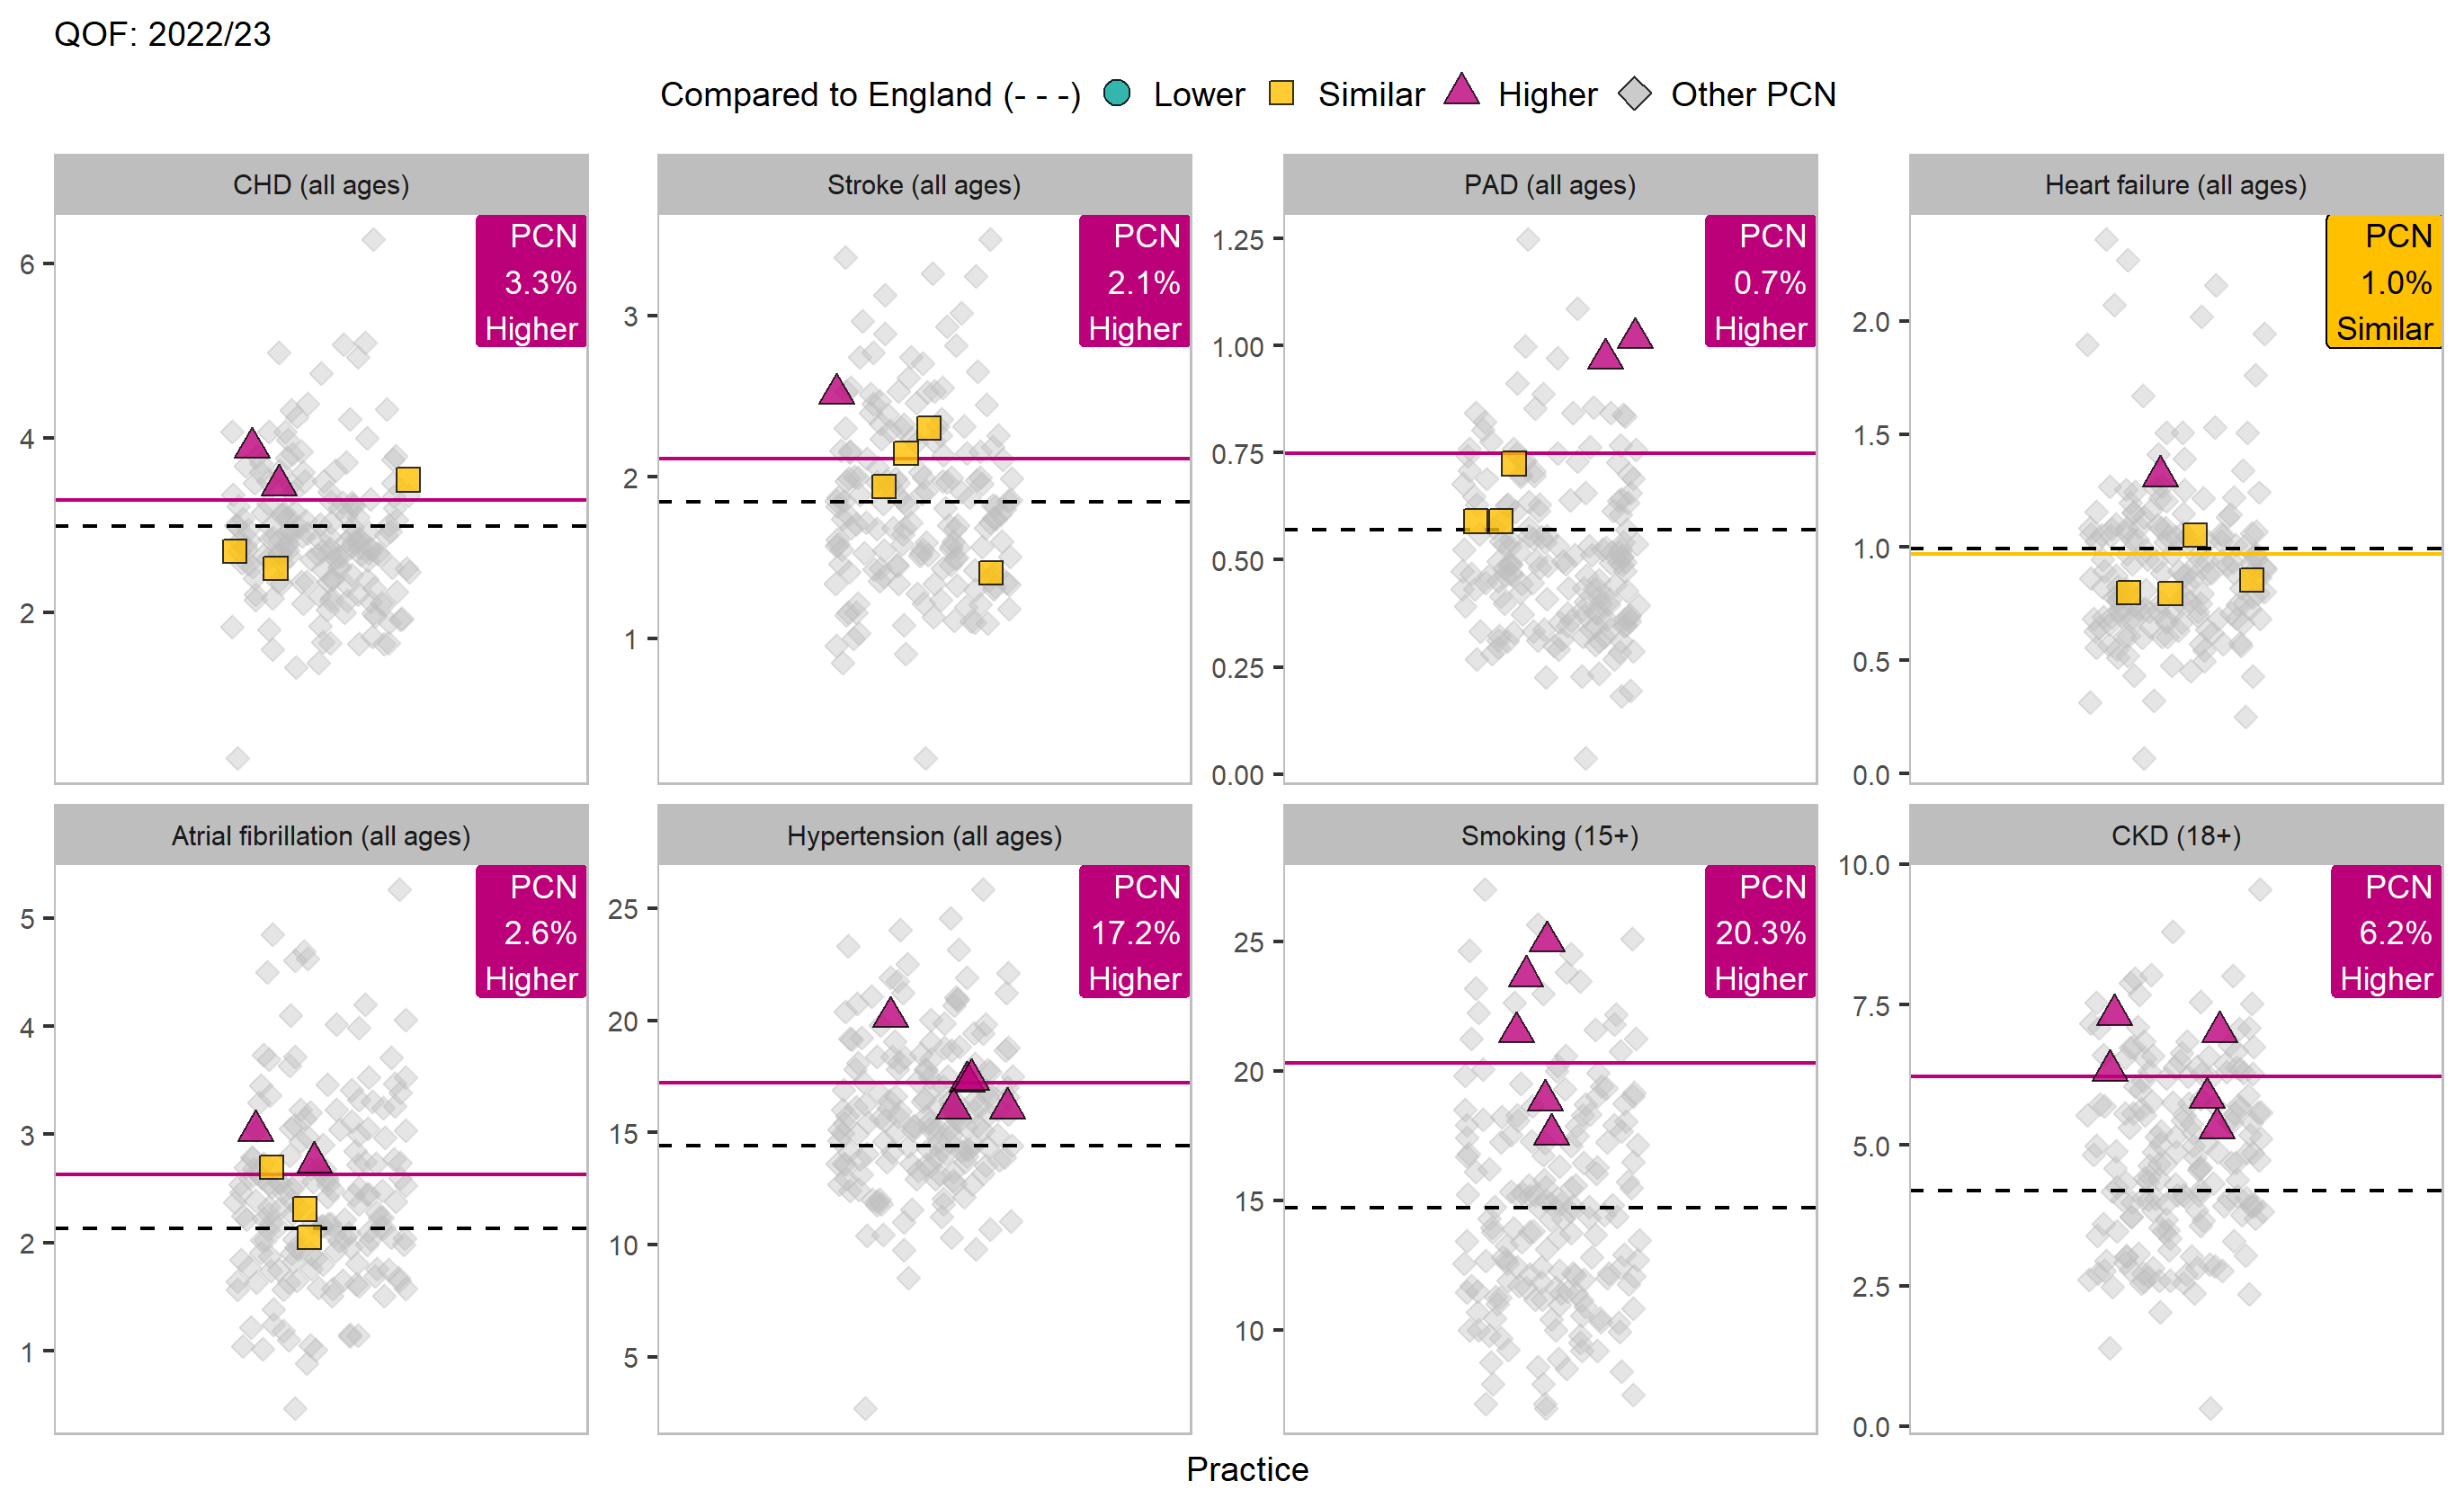 QOF: 2022/23
Compared to England (- - -) Lower Similar Higher Other PCN
CHD (all ages)
PCN
3.3%
Higher
6
4
2
Stroke (all ages)
PCN
2.1%
Higher
3
2
1
PAD (all ages)
PCN
0.7%
Higher
1.25
1.00
0.75
0.50
0.25
0.00
Heart failure (all ages)
PCN
1.0%
Similar
2.0
1.5
1.0
0.5
0.0
Atrial fibrillation (all ages)
PCN
2.6%
Higher
5
4
3
2
1
Hypertension (all ages)
PCN
17.2%
Higher
25
20
15
10
5
Smoking (15+)
PCN
20.3%
Higher
25
20
15
10
CKD (18+)
PCN
6.2%
Higher
10.0
7.5
5.0
2.5
0.0
Practice